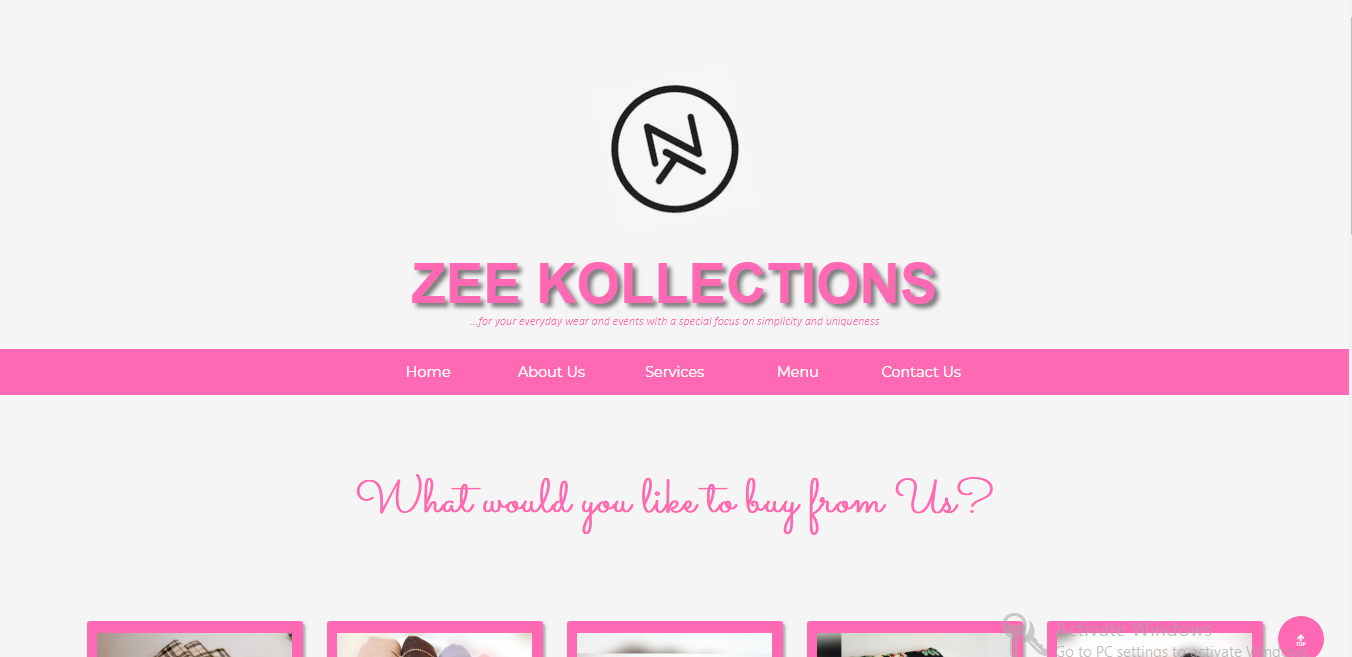 ZEE KOLLECTIONS
...for your everyday wear and events with a special focus on simplicity and uniqueness
Home About Us Services Menu Contact Us
What would you like to buy from Us?
Activate Windows
Go to PC settings to activate Windows.